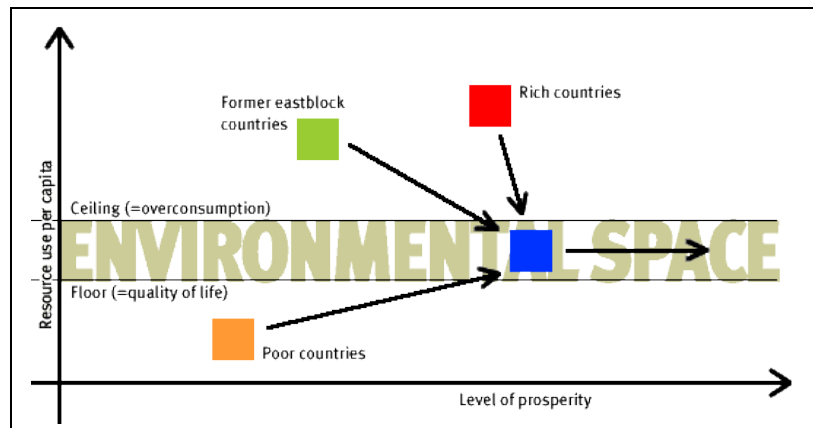 Former eastblock
countries
Rich countries
Resource use per capita
Ceiling (=overconsumption)
ENVIRONMENTAL SPACE
Floor (=quality of life)
Poor countries
Level of prosperity